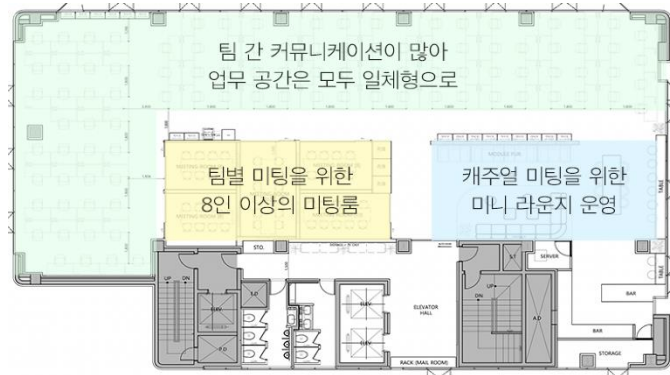 팀 간 커뮤니케이션이 많아
업무 공간은 모두 일체형으로
팀별 미팅을 위한
8인 이상의 미팅룸
캐주얼 미팅을 위한
미니 라운지 운영
STO.
UP DN
ELEV
P.D
S.D
ELEV
ELEV
ELEVATOR
HALL
RACK (MAIL ROOM)
UP
DN
S.T
A.D
SERVER
TABLE
TABLE
BAR
BAR
STORAGE